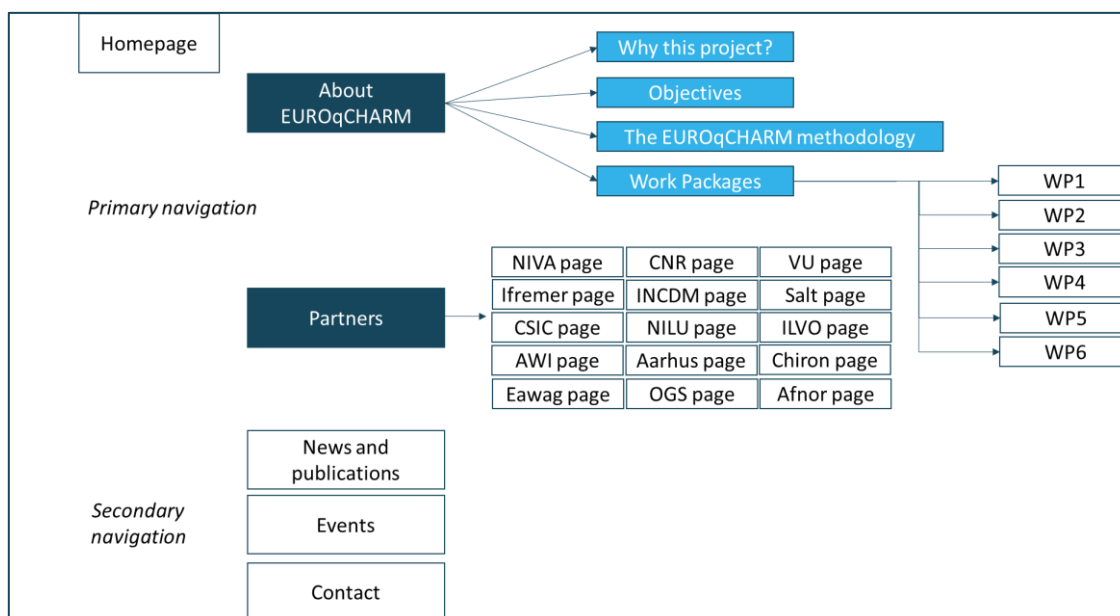 Homepage
About
EUROqCHARM
Why this project?
Objectives
The EUROqCHARM methodology
Work Packages
WP1
WP2
WP3
WP4
WP5
WP6
Primary navigation
Partners
NIVA page
CNR page
VU page
Ifremer page
INCDM page
Salt page
CSIC page
NILU page
ILVO page
AWI page
Aarhus page
Chiron page
Eawag page
OGS page
Afnor page
Secondary
navigation
News and
publications
Events
Contact